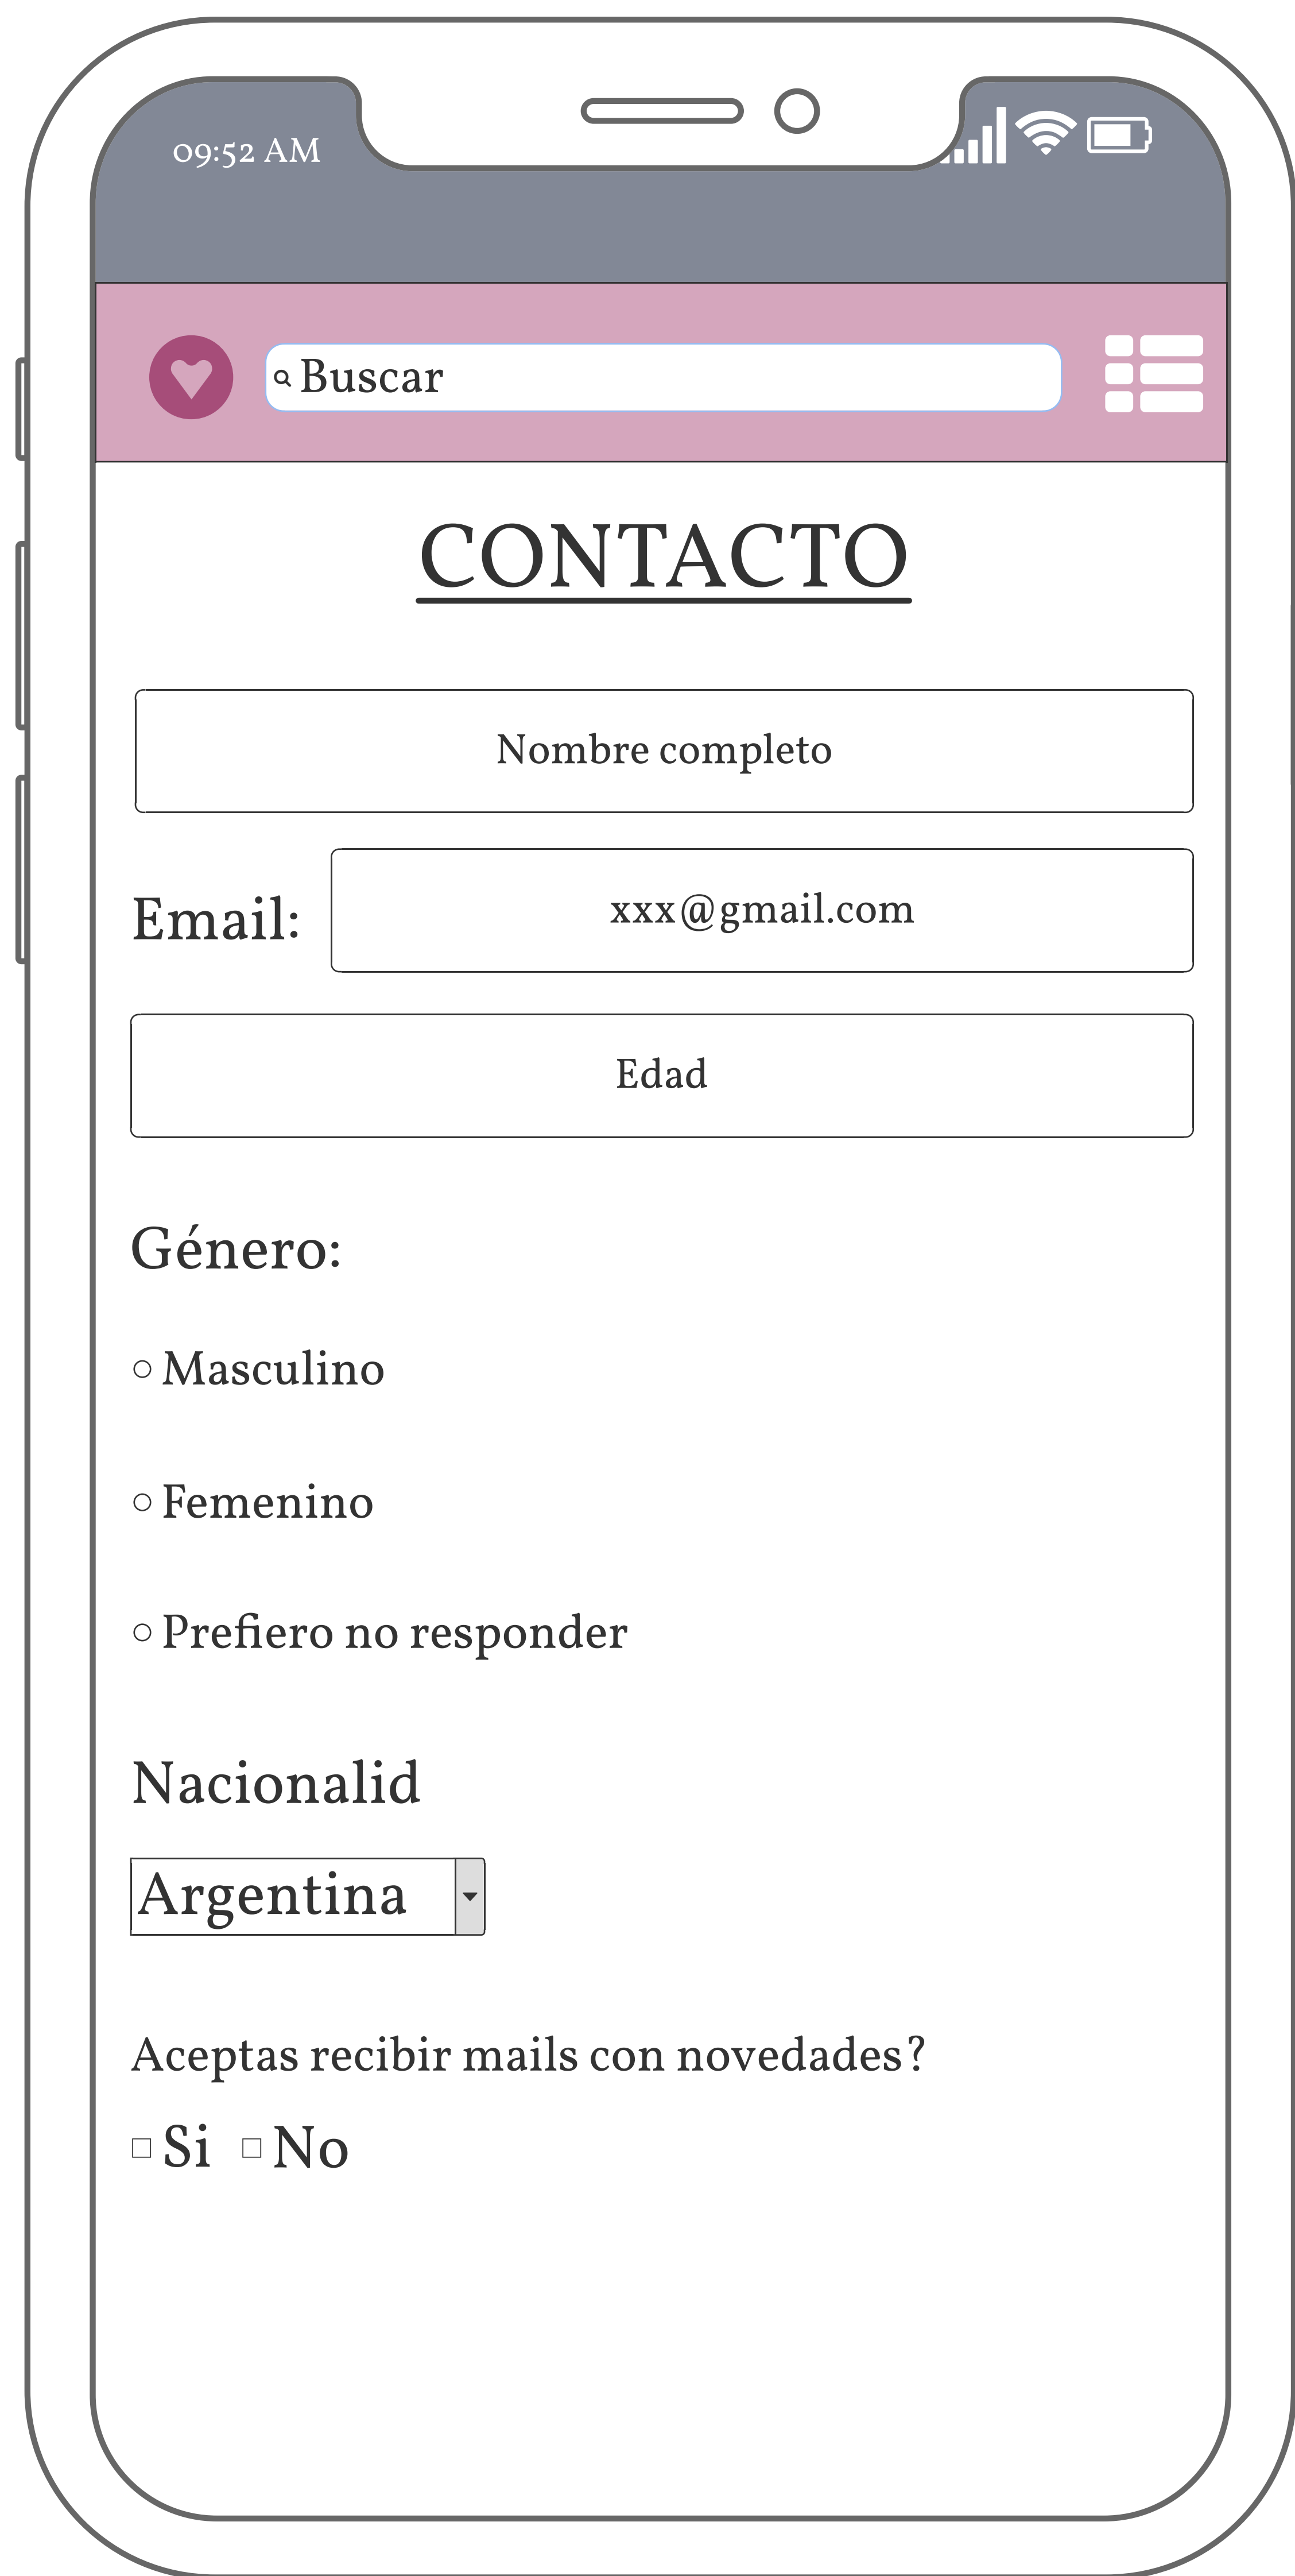 09:52 AM
Buscar
CONTACTO
Nombre completo
Email: xxx@gmail.com
Edad
Género:
Masculino
Femenino
Prefiero no responder
Nacionalid
Argentina
Aceptas recibir mails con novedades?
Si No